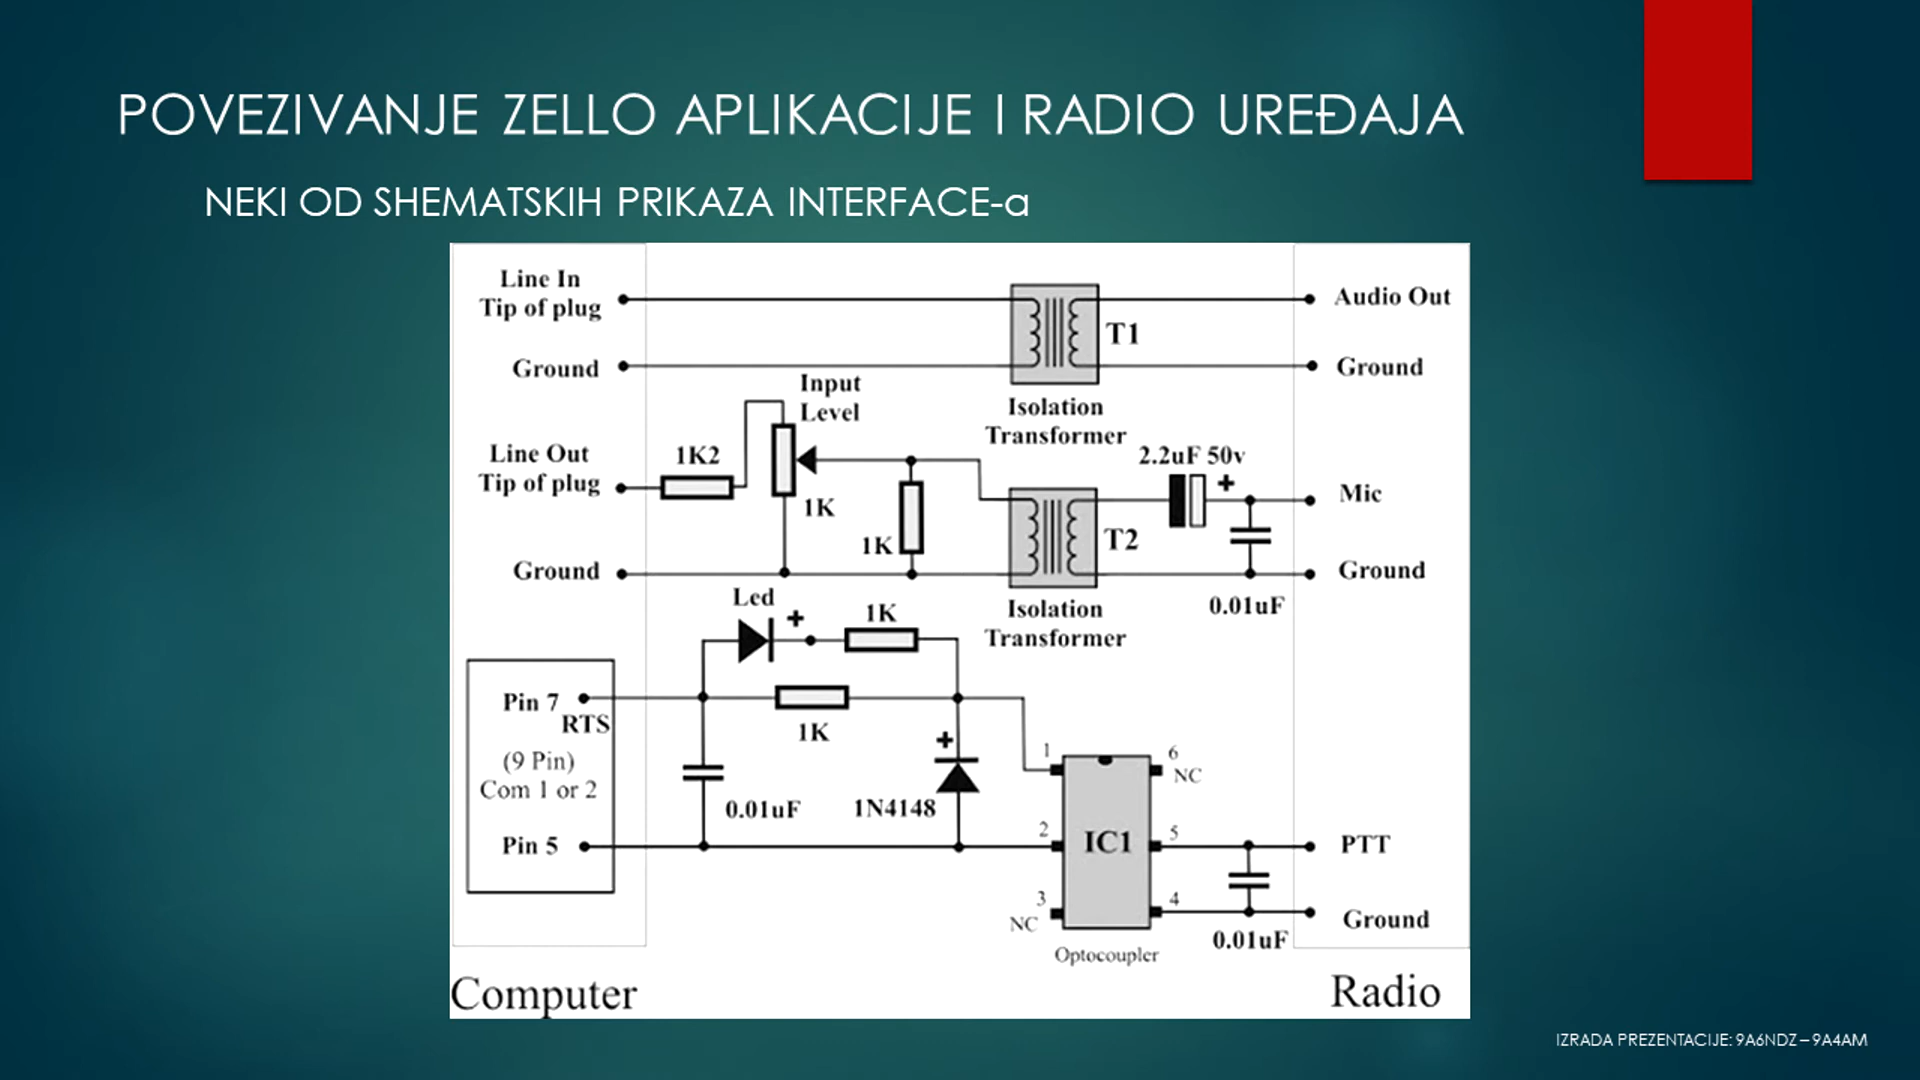 POVEZIVANJE ZELLO APLIKACIJE I RADIO UREĐAJA
NEKI OD SHEMATSKIH PRIKAZA INTERFACE-a
Line In
Tip of plug
Audio Out
T1
Ground
Ground
Input
Level
Isolation
Transformer
Line Out
Tip of plug
1K2
1K
1K
2.2uF 50v
+
Mic
T2
Ground
Ground
Isolation
Transformer
0.01uF
Led
+
1K
Pin 7
RTS
(9 Pin)
Com 1 or 2
Pin 5
1K
0.01uF
+
1N4148
1
2
3
NC
IC1
6
NC
5
4
Optocoupler
PTT
Ground
0.01uF
Computer
Radio
IZRADA PREZENTACIJE: 9A6NDZ – 9A4AM